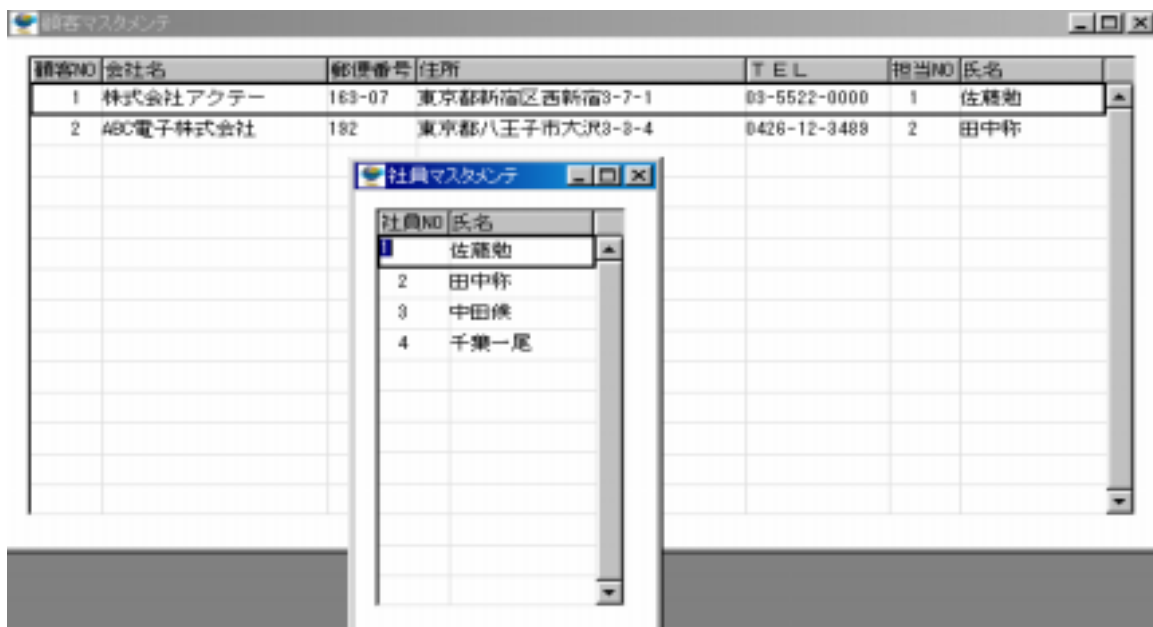 顧客マスタメンテ
顧客NO 会社名 郵便番号 住所 TEL 担当NO 氏名
1 株式会社アクテー 163-07 東京都新宿区西新宿3-7-1 03-5522-0000 1 佐藤勉
2 ABC電子株式会社 192 東京都八王子市大沢3-3-4 0426-12-3489 2 田中称
社員マスタメンテ
社員NO 氏名
1 佐藤勉
2 田中称
3 中田候
4 千葉一尾